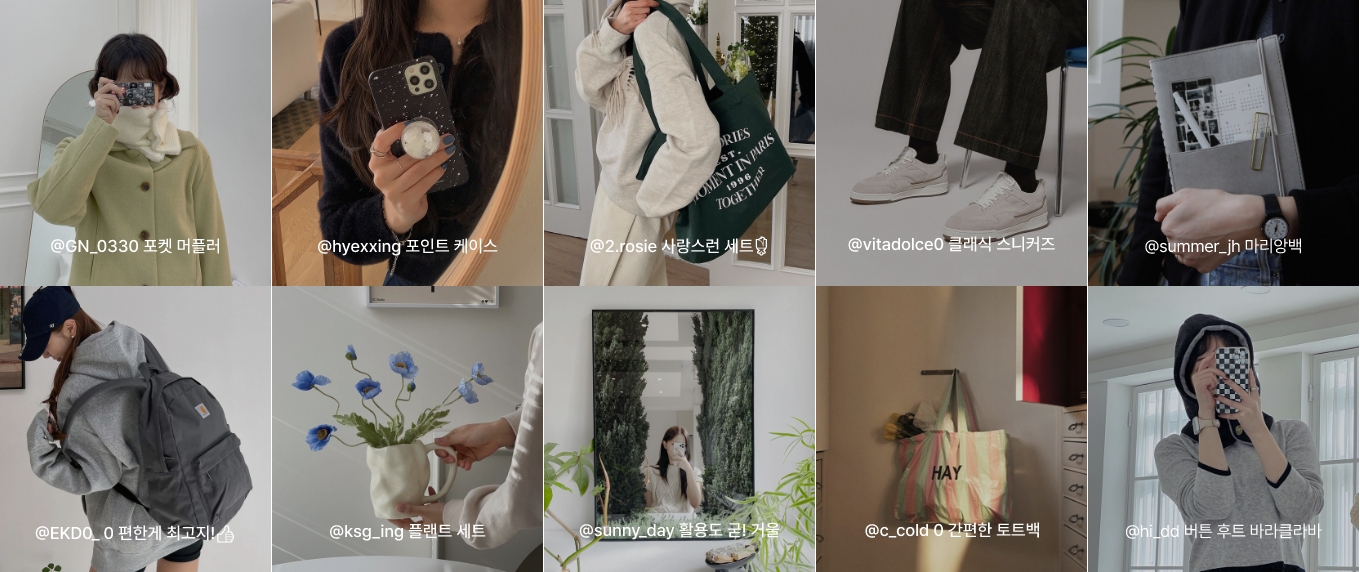 @GN_0330 포켓 머플러
@hyexxing 포인트 케이스
ORIES
EST.
MOMENT IN PARIS
1996
TOGETHER
@2.rosie 사랑스런 세트
@vitadolce0 클래식 스니커즈
@summer_jh 마리앙백
@EKD0_ 0 편한게 최고지!
@ksg_ing 플랜트 세트
@sunny_day 활용도 굳! 거울
HAY
@c_cold 0 간편한 토트백
@hi_dd 버튼 후트 바라클라바